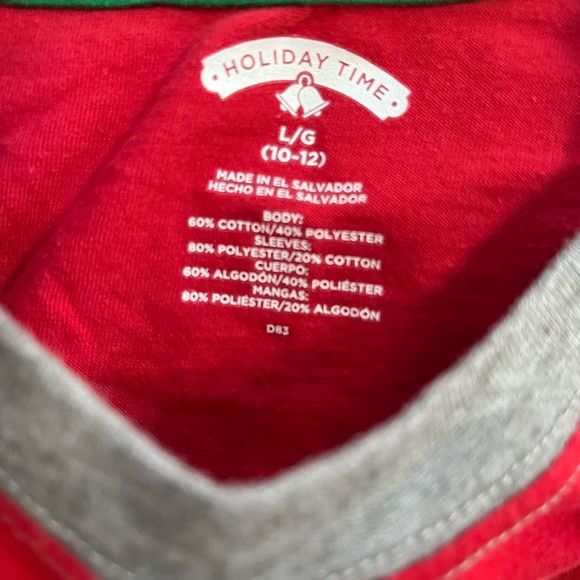 · HOLIDAY TIME ·
L/G
(10-12)
MADE IN EL SALVADOR
HECHO EN EL SALVADOR
BODY:
60% COTTON/40% POLYESTER
SLEEVES:
80% POLYESTER/20% COTTON
CUERPO:
60% ALGODÓN/40% POLIÉSTER
MANGAS:
80% POLIÉSTER/20% ALGODÓN
D83